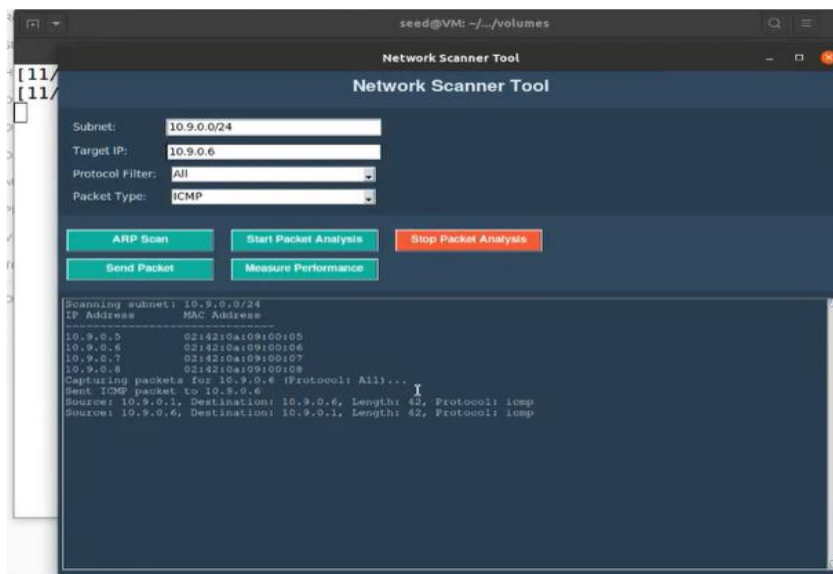 seed@VM: ~/.../volumes
Network Scanner Tool
[11/
[11/
Network Scanner Tool
Subnet: 10.9.0.0/24
Target IP: 10.9.0.6
Protocol Filter: All
Packet Type: ICMP
ARP Scan Start Packet Analysis Stop Packet Analysis
Send Packet Measure Performance
Scanning subnet: 10.9.0.0/24
IP Address MAC Address
------------------------------
10.9.0.5 02:42:0a:09:00:05
10.9.0.6 02:42:0a:09:00:06
10.9.0.7 02:42:0a:09:00:07
10.9.0.8 02:42:0a:09:00:08
Capturing packets for 10.9.0.6 (Protocol: All)...
Sent ICMP packet to 10.9.0.6
Source: 10.9.0.1, Destination: 10.9.0.6, Length: 42, Protocol: icmp
Source: 10.9.0.6, Destination: 10.9.0.1, Length: 42, Protocol: icmp